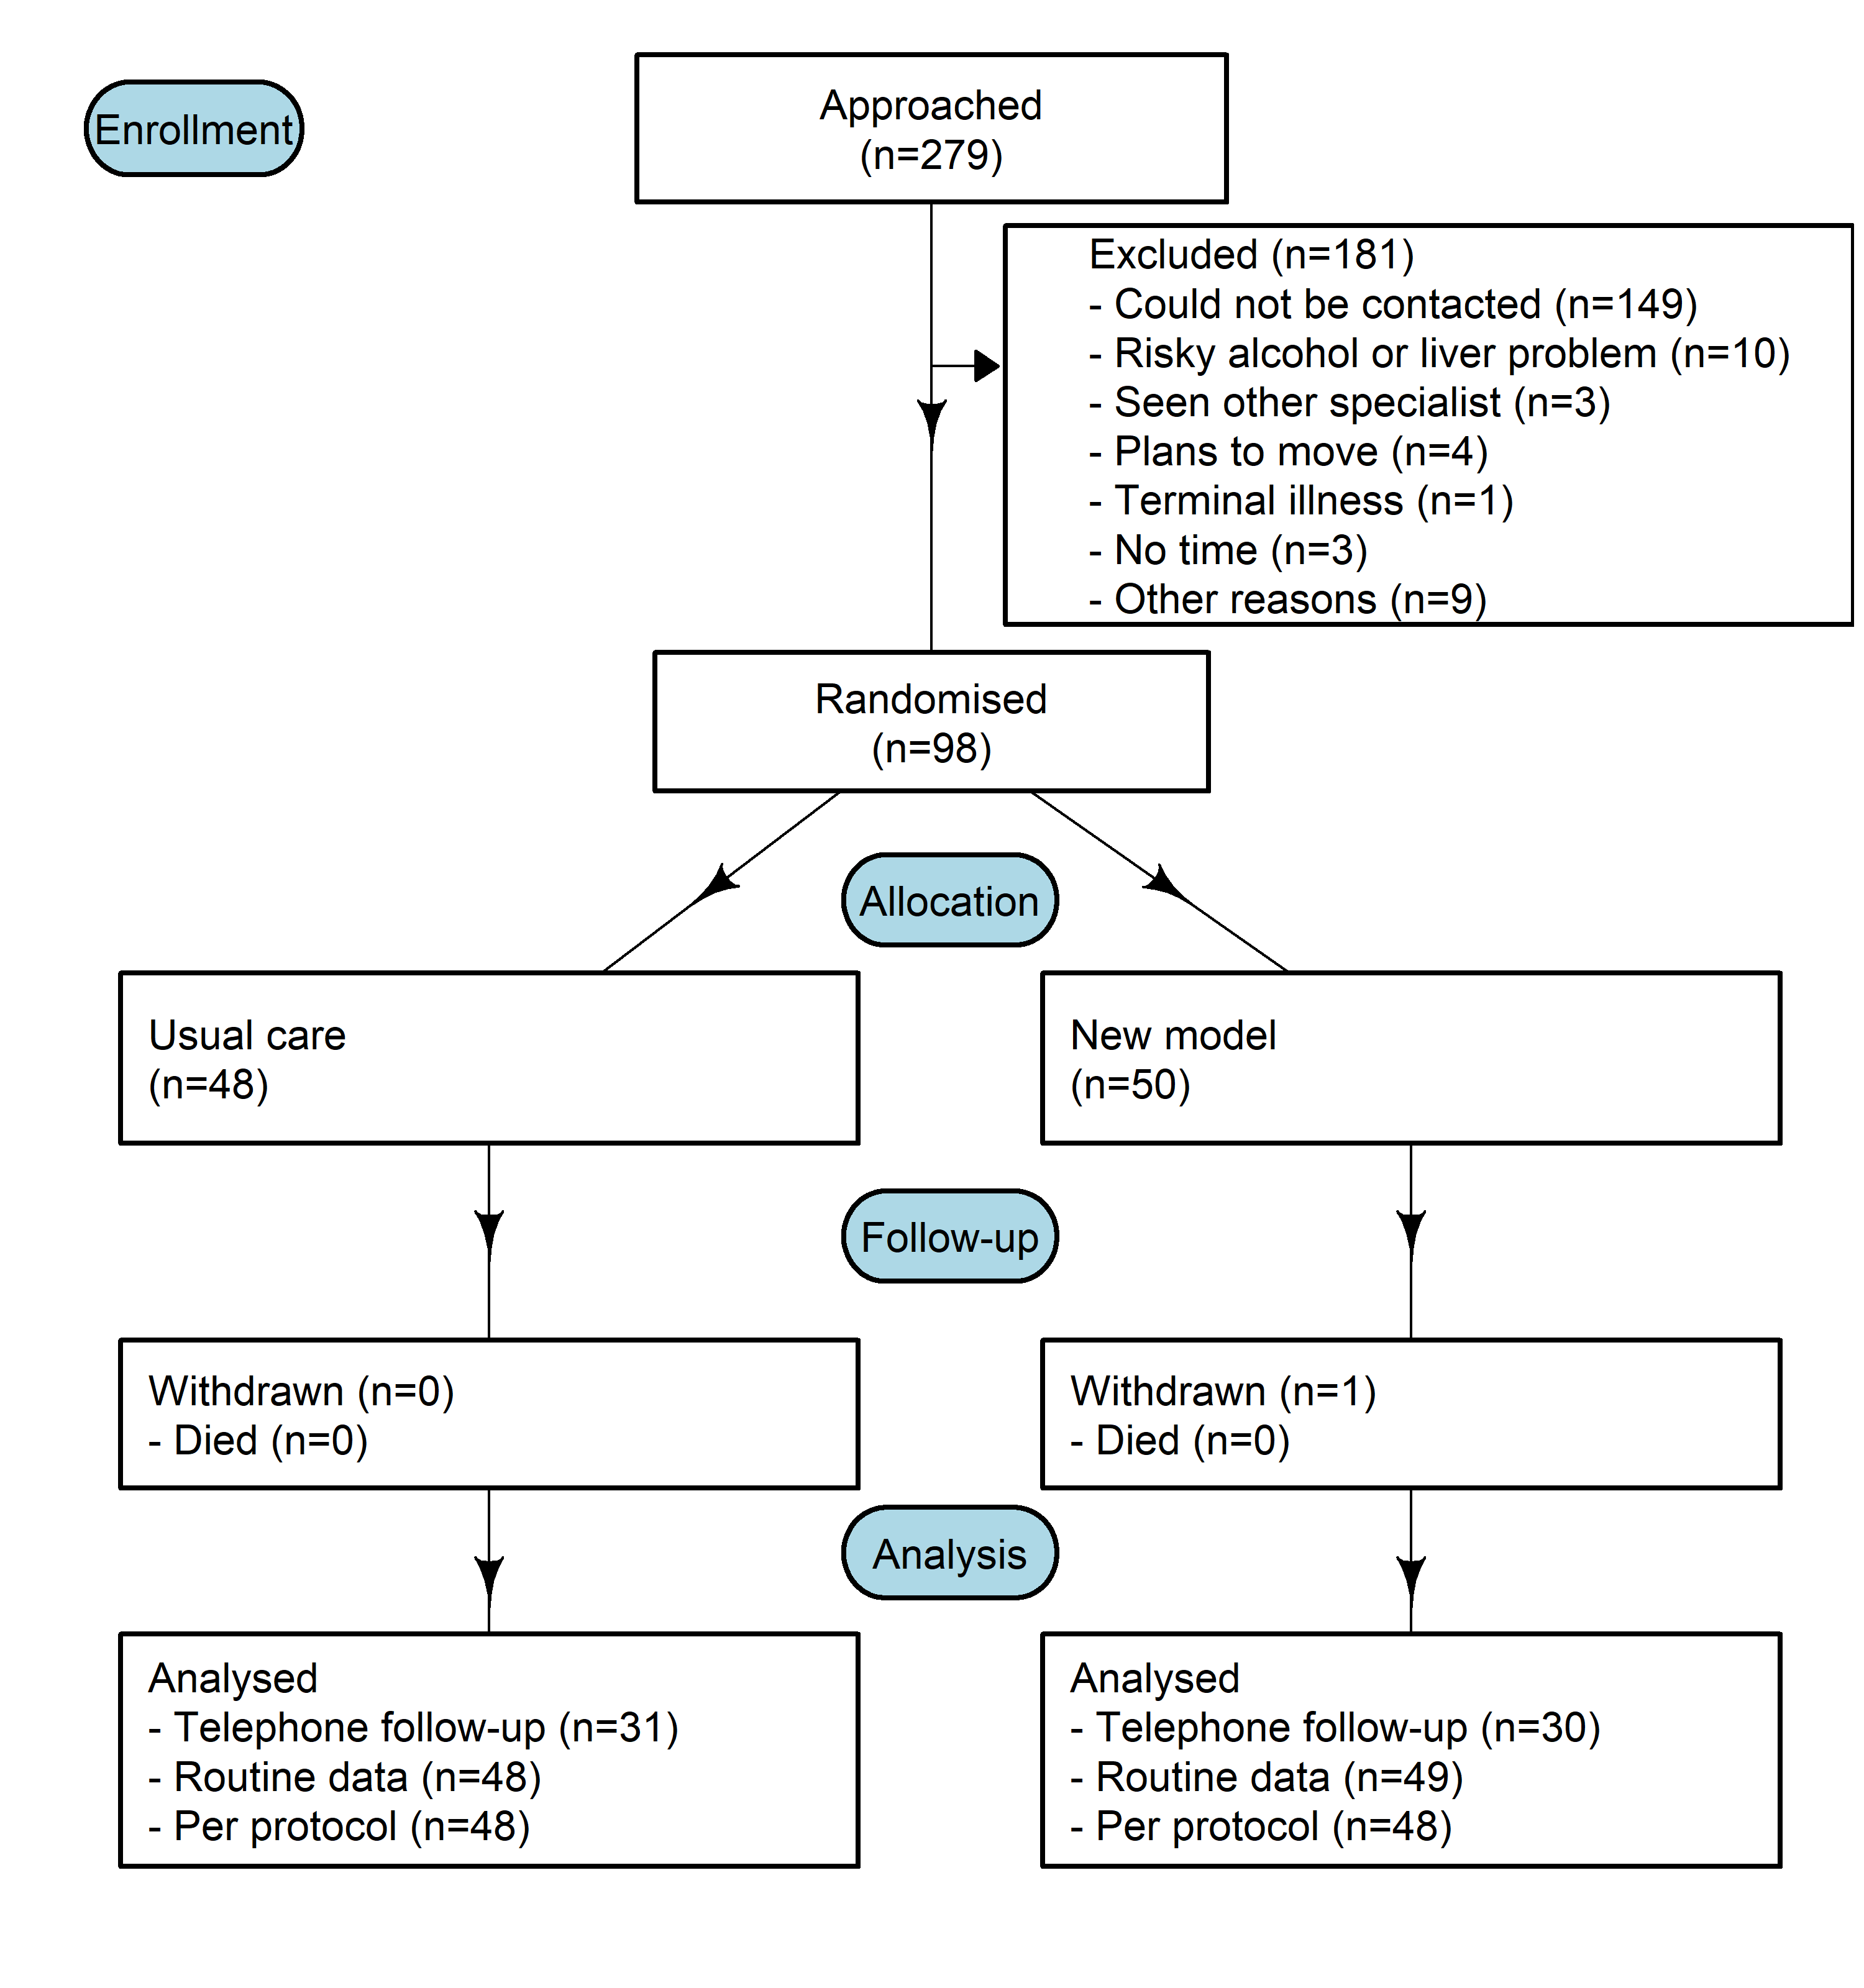 Enrollment
Approached
(n=279)
Excluded (n=181)
- Could not be contacted (n=149)
- Risky alcohol or liver problem (n=10)
- Seen other specialist (n=3)
- Plans to move (n=4)
- Terminal illness (n=1)
- No time (n=3)
- Other reasons (n=9)
Randomised
(n=98)
Allocation
Usual care
(n=48)
New model
(n=50)
Follow-up
Withdrawn (n=0)
- Died (n=0)
Withdrawn (n=1)
- Died (n=0)
Analysis
Analysed
- Telephone follow-up (n=31)
- Routine data (n=48)
- Per protocol (n=48)
Analysed
- Telephone follow-up (n=30)
- Routine data (n=49)
- Per protocol (n=48)